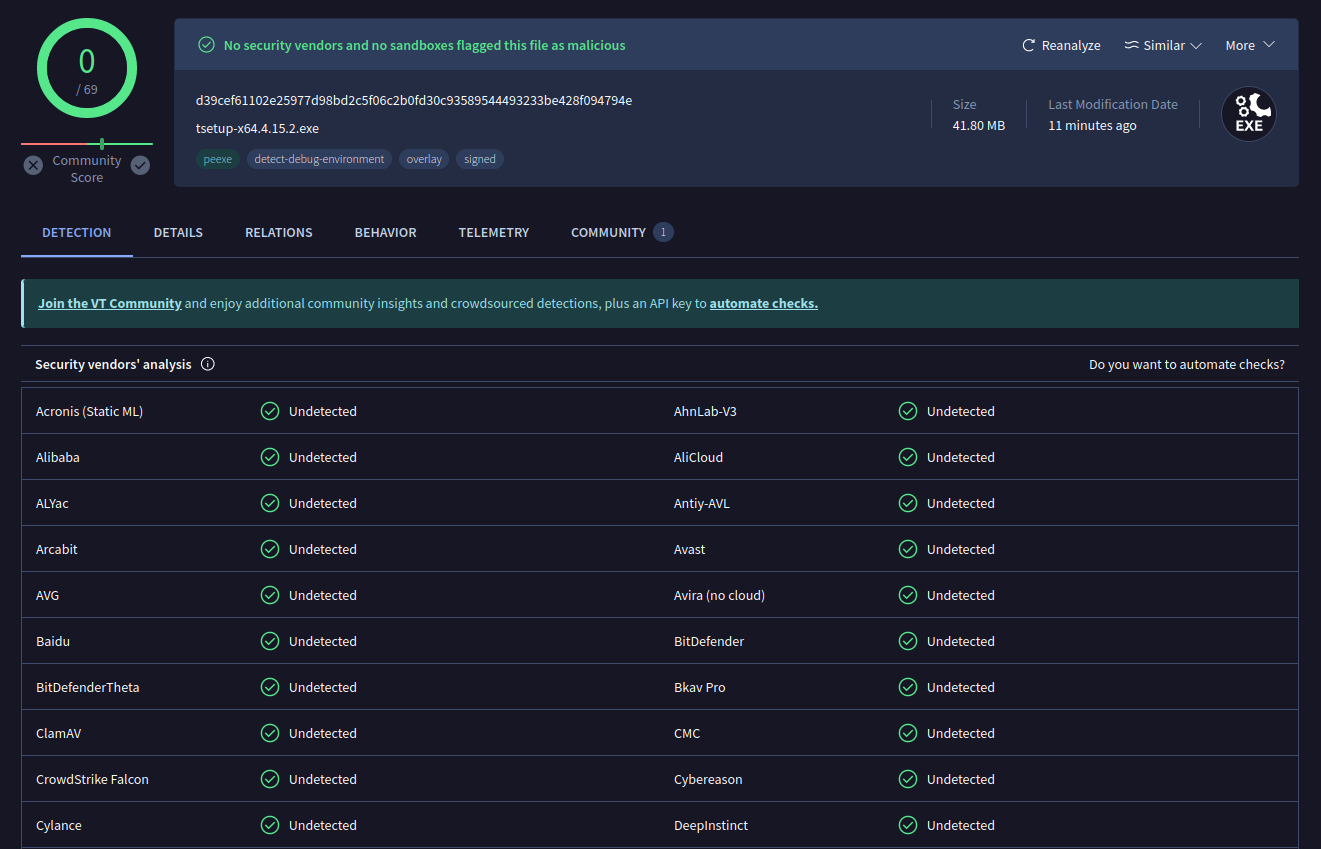 0
/ 69
Community
Score
No security vendors and no sandboxes flagged this file as malicious
Reanalyze
Similar
More
d39cef61102e25977d98bd2c5f06c2b0fd30c93589544493233be428f094794e
tsetup-x64.4.15.2.exe
peexe
detect-debug-environment
overlay
signed
Size
41.80 MB
Last Modification Date
11 minutes ago
EXE
DETECTION
DETAILS
RELATIONS
BEHAVIOR
TELEMETRY
COMMUNITY 1
Join the VT Community and enjoy additional community insights and crowdsourced detections, plus an API key to automate checks.
Security vendors' analysis
Do you want to automate checks?
Acronis (Static ML) Undetected AhnLab-V3 Undetected
Alibaba Undetected AliCloud Undetected
ALYac Undetected Antiy-AVL Undetected
Arcabit Undetected Avast Undetected
AVG Undetected Avira (no cloud) Undetected
Baidu Undetected BitDefender Undetected
BitDefenderTheta Undetected Bkav Pro Undetected
ClamAV Undetected CMC Undetected
CrowdStrike Falcon Undetected Cybereason Undetected
Cylance Undetected DeepInstinct Undetected